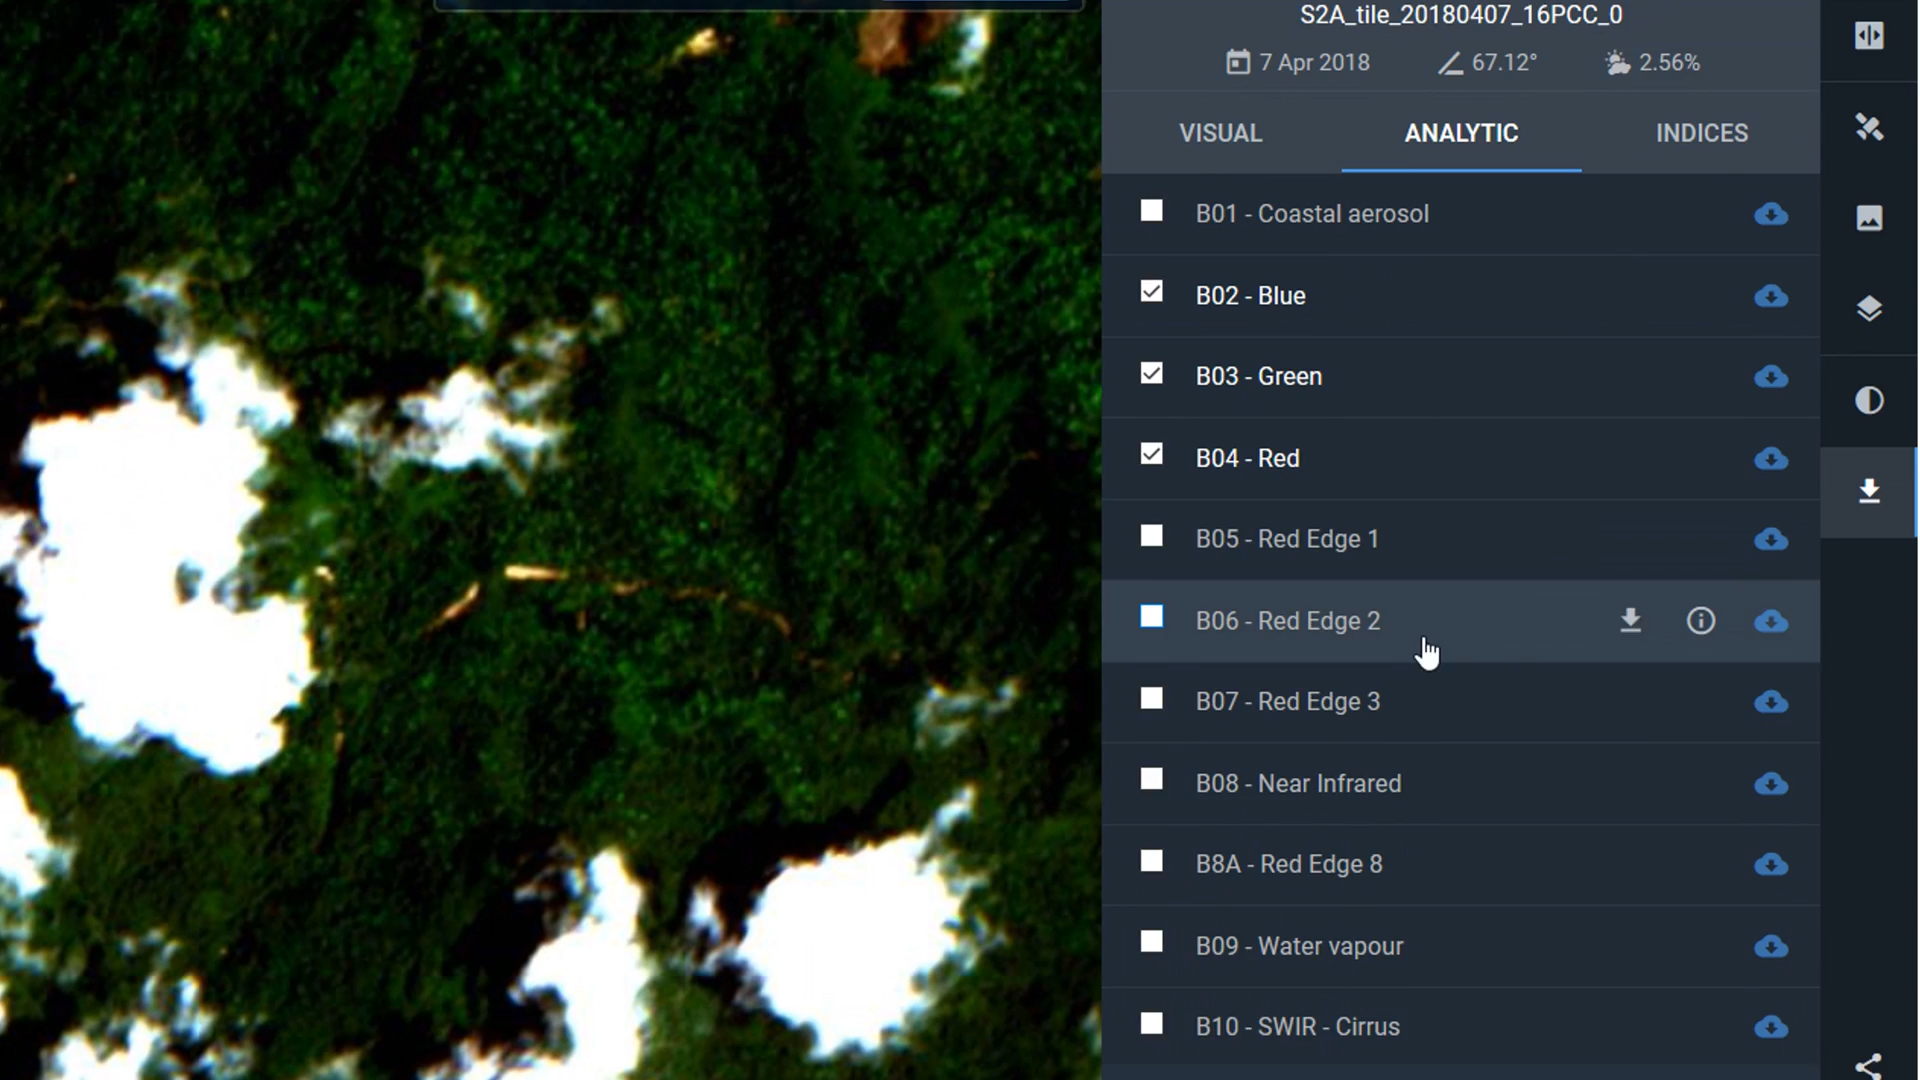 S2A_tile_20180407_16PCC_0
7 Apr 2018 67.12° 2.56%
VISUAL ANALYTIC INDICES
B01 - Coastal aerosol
B02 - Blue
B03 - Green
B04 - Red
B05 - Red Edge 1
B06 - Red Edge 2
B07 - Red Edge 3
B08 - Near Infrared
B8A - Red Edge 8
B09 - Water vapour
B10 - SWIR - Cirrus